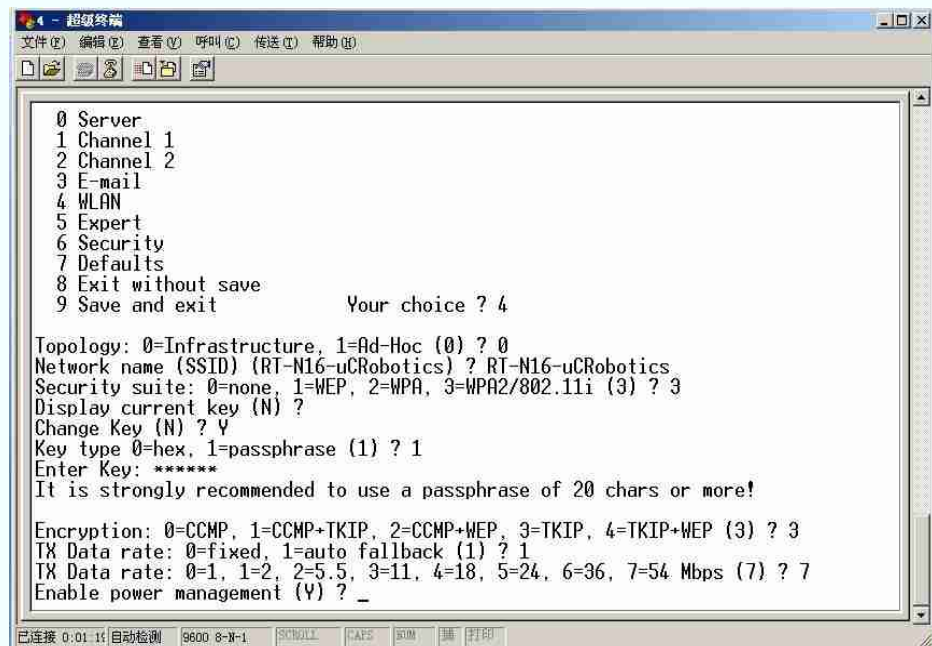 4 - 超级终端
文件(F) 编辑(E) 查看(V) 呼叫(C) 传送(T) 帮助(H)
0 Server
1 Channel 1
2 Channel 2
3 E-mail
4 WLAN
5 Expert
6 Security
7 Defaults
8 Exit without save
9 Save and exit Your choice ? 4
Topology: 0=Infrastructure, 1=Ad-Hoc (0) ? 0
Network name (SSID) (RT-N16-uCRobotics) ? RT-N16-uCRobotics
Security suite: 0=none, 1=WEP, 2=WPA, 3=WPA2/802.11i (3) ? 3
Display current key (N) ?
Change Key (N) ? Y
Key type 0=hex, 1=passphrase (1) ? 1
Enter Key: ******
It is strongly recommended to use a passphrase of 20 chars or more!
Encryption: 0=CCMP, 1=CCMP+TKIP, 2=CCMP+WEP, 3=TKIP, 4=TKIP+WEP (3) ? 3
TX Data rate: 0=fixed, 1=auto fallback (1) ? 1
TX Data rate: 0=1, 1=2, 2=5.5, 3=11, 4=18, 5=24, 6=36, 7=54 Mbps (7) ? 7
Enable power management (Y) ? _
已连接 0:01:19 自动检测 9600 8-N-1 SCROLL CAPS NUM 捕 打印